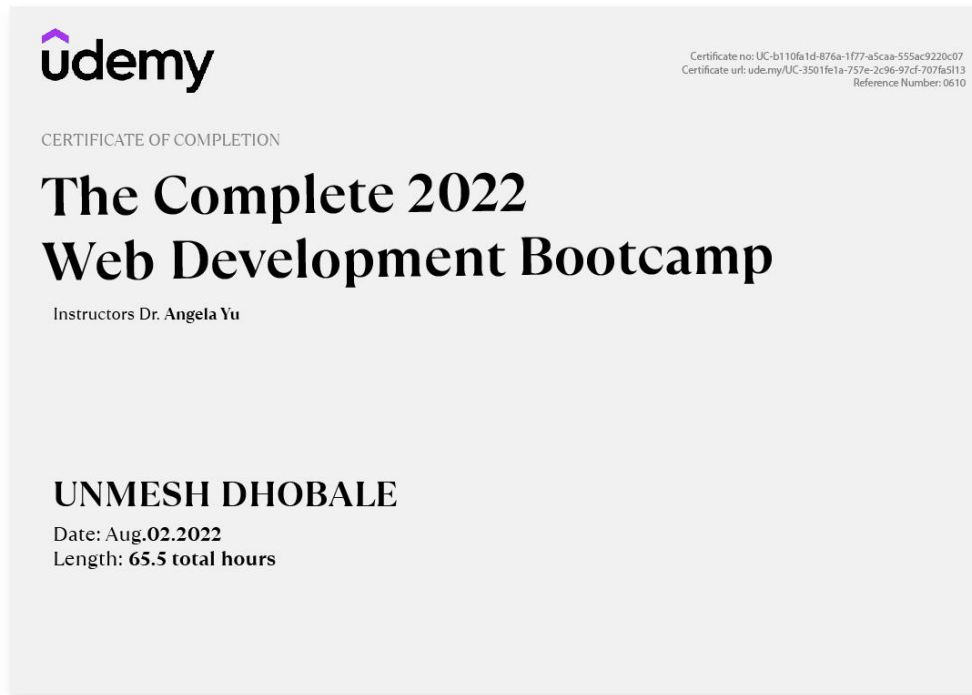 udemy
Certificate no: UC-b110fa1d-876a-1f77-a5caa-555ac9220c07
Certificate url: ude.my/UC-3501fe1a-757e-2c96-97cf-707fa5l13
Reference Number: 0610
CERTIFICATE OF COMPLETION
The Complete 2022
Web Development Bootcamp
Instructors Dr. Angela Yu
UNMESH DHOBALE
Date: Aug.02.2022
Length: 65.5 total hours